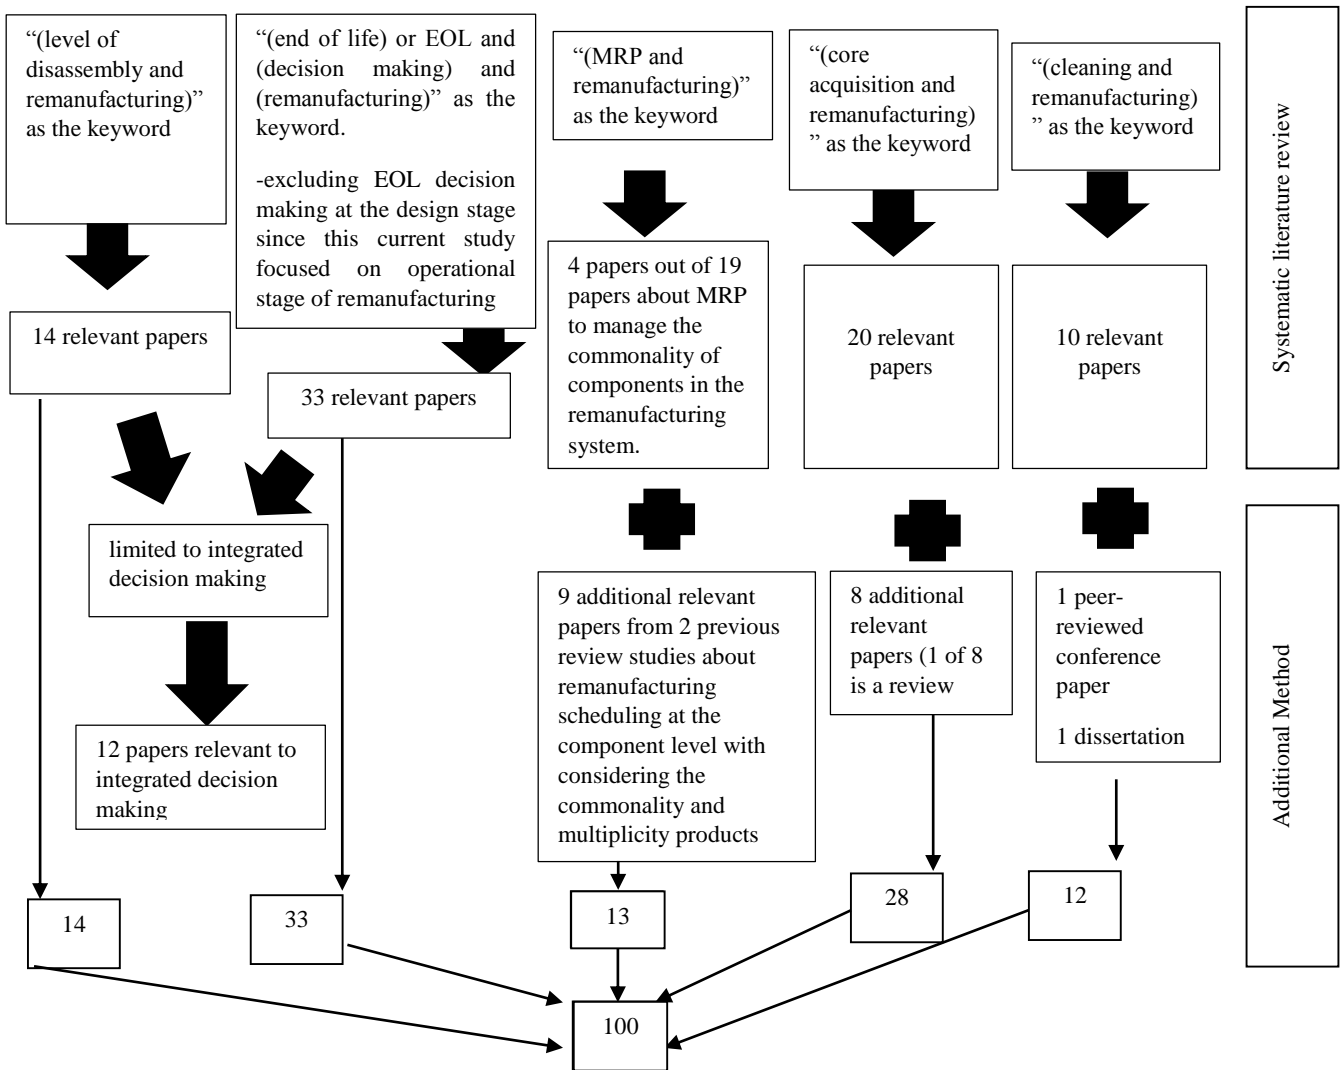 “(level of
disassembly and
remanufacturing)”
as the keyword
“(end of life) or EOL and
(decision making) and
(remanufacturing)” as the
keyword.
-excluding EOL decision
making at the design stage
since this current study
focused on operational
stage of remanufacturing
“(MRP and
remanufacturing)”
as the keyword
“(core
acquisition and
remanufacturing)
” as the keyword
“(cleaning and
remanufacturing)
” as the keyword
Systematic literature review
14 relevant papers
33 relevant papers
4 papers out of 19
papers about MRP
to manage the
commonality of
components in the
remanufacturing
system.
20 relevant
papers
10 relevant
papers
limited to integrated
decision making
12 papers relevant to
integrated decision
making
9 additional relevant
papers from 2 previous
review studies about
remanufacturing
scheduling at the
component level with
considering the
commonality and
multiplicity products
8 additional
relevant
papers (1 of 8
is a review
1 peer-
reviewed
conference
paper
1 dissertation
Additional Method
14
33
13
28
12
100